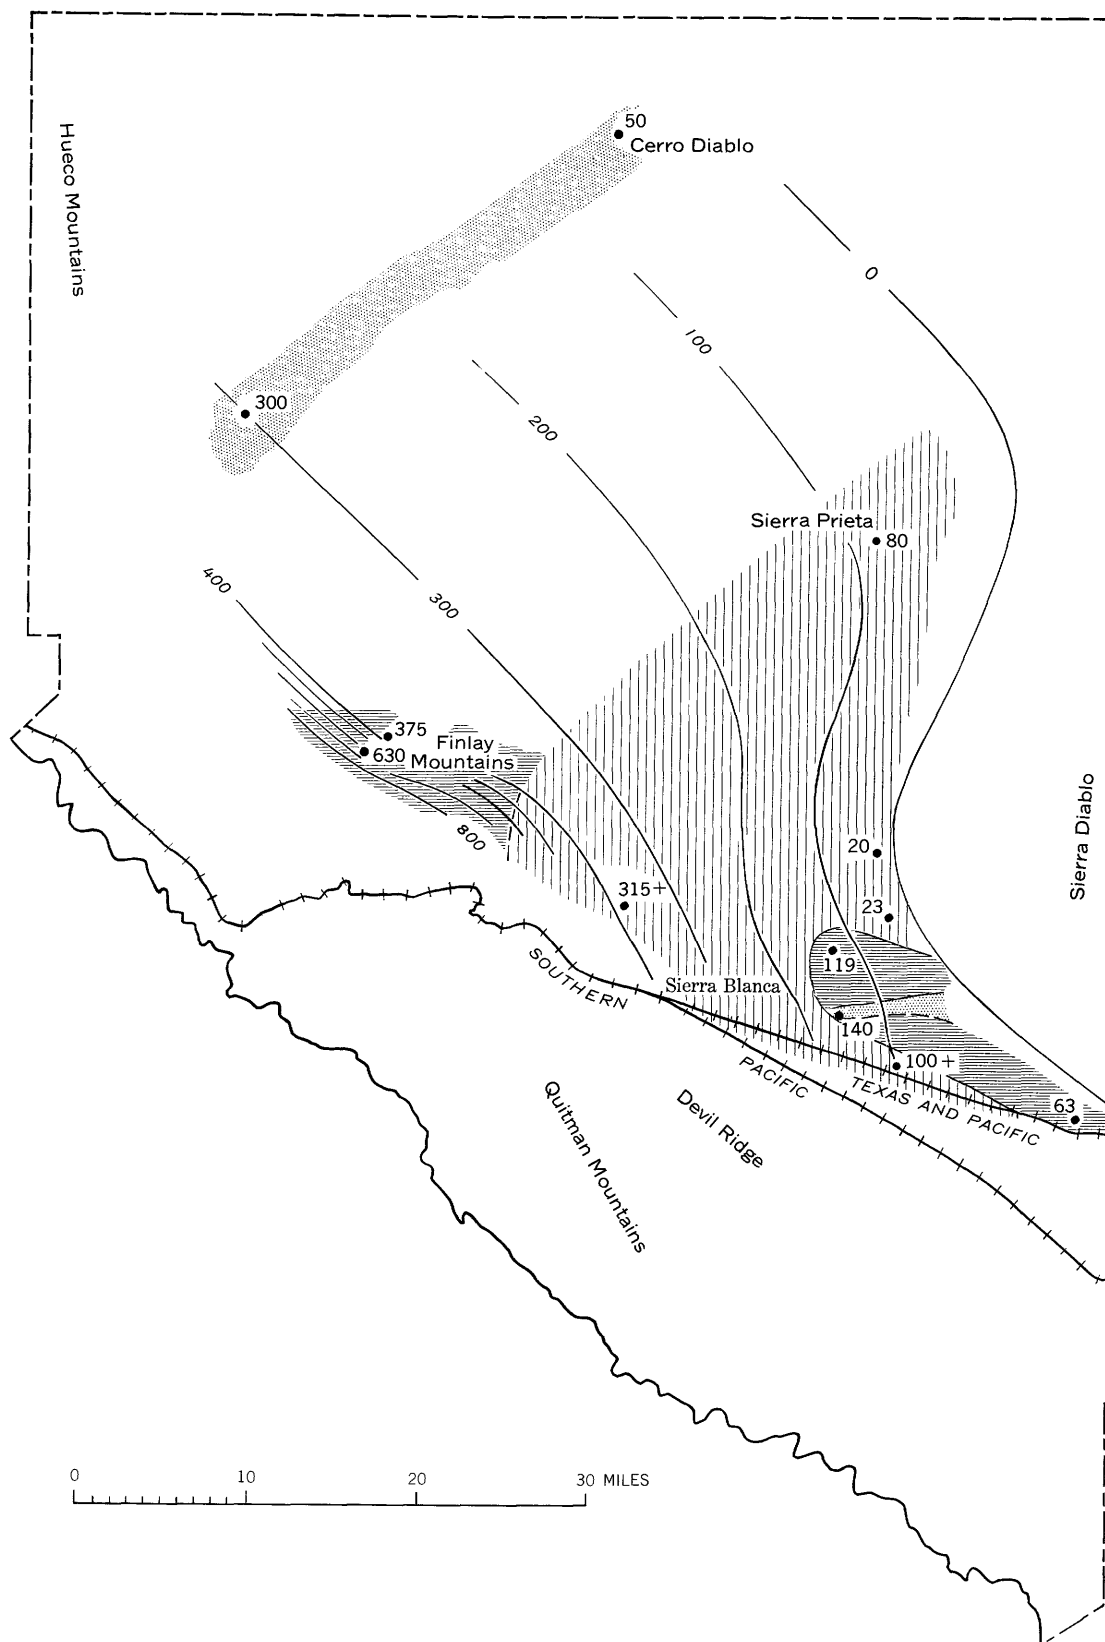 50
Cerro Diablo
Hueco Mountains
0
100
300
200
Sierra Prieta
80
400
300
375
630
Finlay
Mountains
800
20
Sierra Diablo
315+
23
119
SOUTHERN
Sierra Blanca
140
100+
PACIFIC
TEXAS AND PACIFIC
63
Quitman Mountains
Devil Ridge
0 10 20 30 MILES